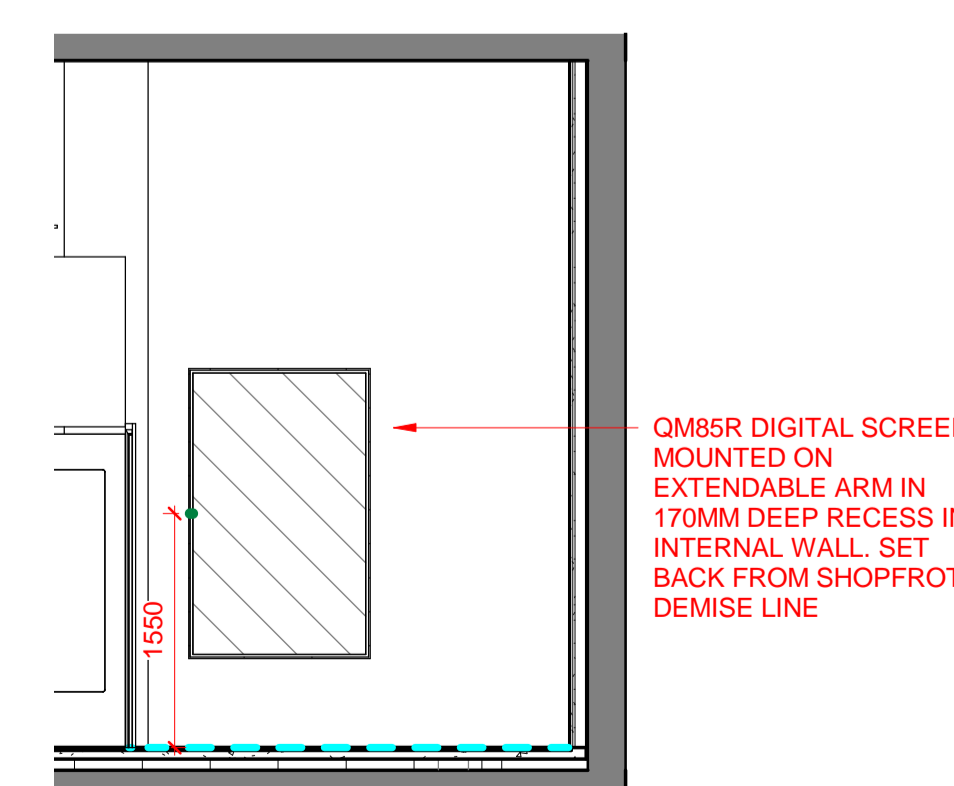 QM85R DIGITAL SCREE
MOUNTED ON
EXTENDABLE ARM IN
170MM DEEP RECESS I
INTERNAL WALL. SET
BACK FROM SHOPFROT
DEMISE LINE
1550